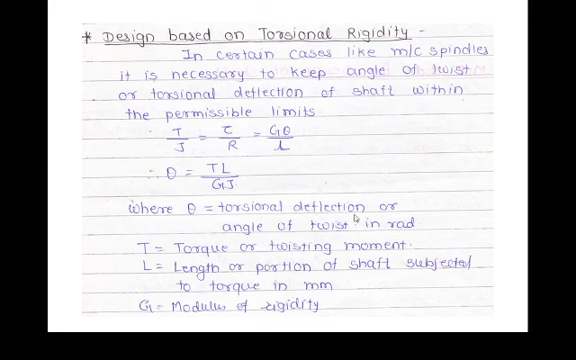 * Design based on Torsional Rigidity -
In certain cases like m/c spindles
it is necessary to keep angle of twist
or torsional deflection of shaft within
the permissible limits.
T/J = τ/R = Gθ/L
∴ θ = TL/GJ
where θ = torsional deflection or
angle of twist in rad
T = Torque or twisting moment.
L = Length or portion of shaft subjected
to torque in mm
G = Modulus of rigidity